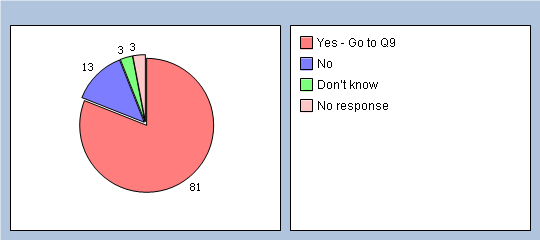 3 3
13
81
Yes - Go to Q9
No
Don't know
No response